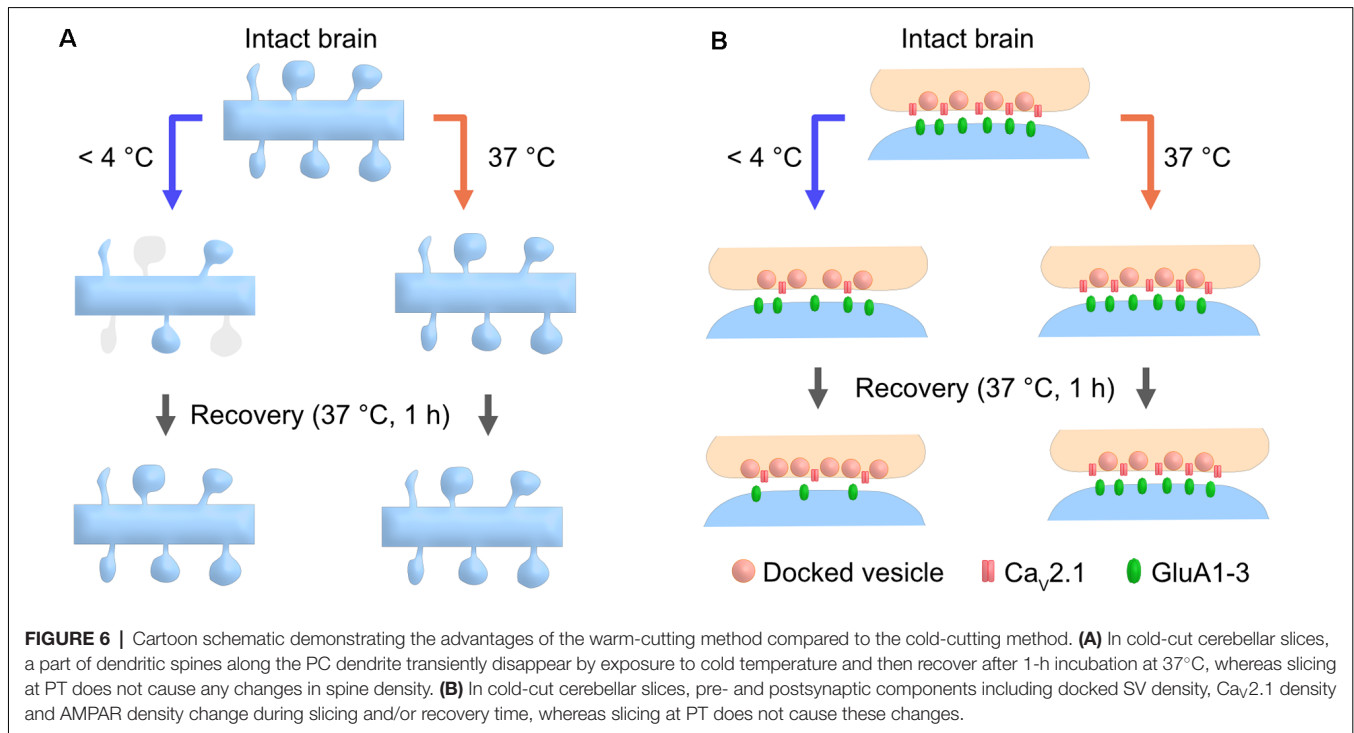 A
Intact brain
< 4 °C
37 °C
Recovery (37 °C, 1 h)
B
Intact brain
< 4 °C
37 °C
Recovery (37 °C, 1 h)
Docked vesicle
CaV2.1
GluA1-3
FIGURE 6 | Cartoon schematic demonstrating the advantages of the warm-cutting method compared to the cold-cutting method. (A) In cold-cut cerebellar slices,
a part of dendritic spines along the PC dendrite transiently disappear by exposure to cold temperature and then recover after 1-h incubation at 37°C, whereas slicing
at PT does not cause any changes in spine density. (B) In cold-cut cerebellar slices, pre- and postsynaptic components including docked SV density, CaV2.1 density
and AMPAR density change during slicing and/or recovery time, whereas slicing at PT does not cause these changes.